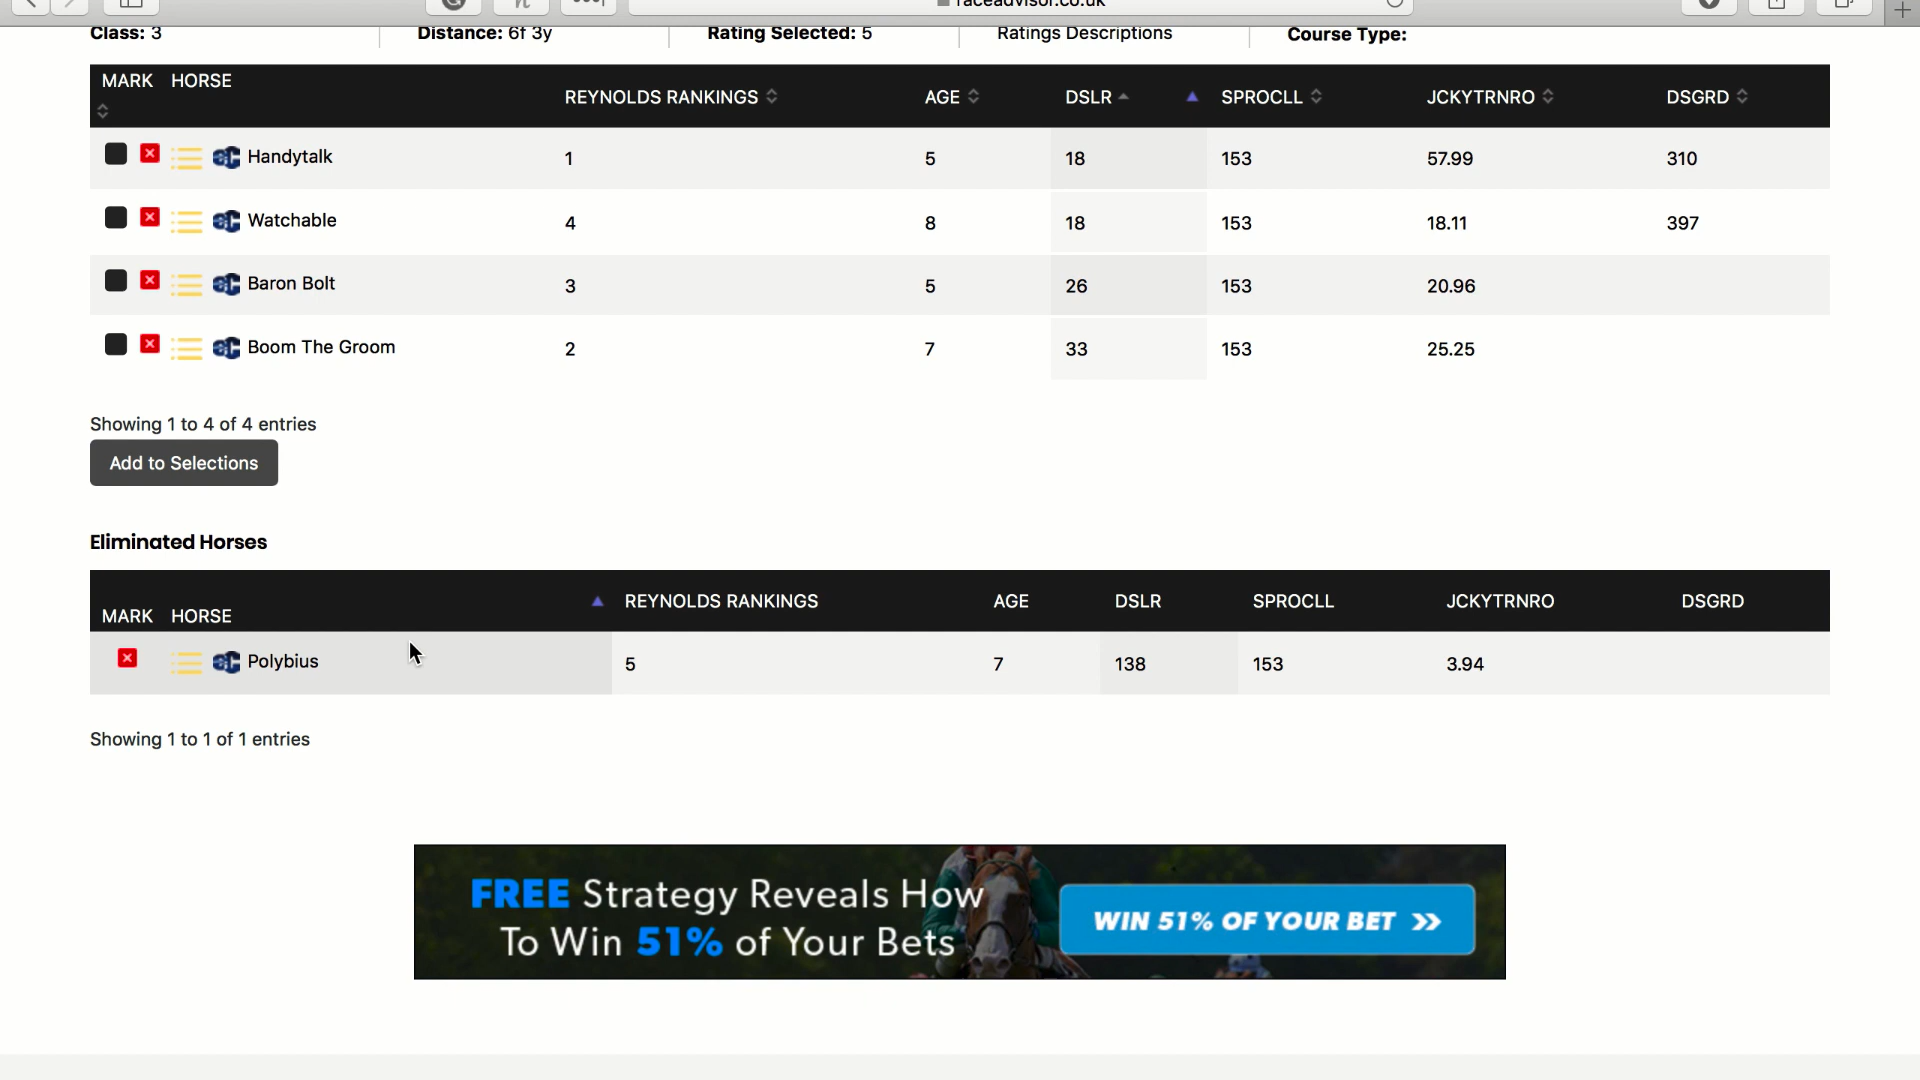 raceadvisor.co.uk
Class: 3 Distance: 6f 3y Rating Selected: 5 Ratings Descriptions Course Type:
MARK HORSE REYNOLDS RANKINGS AGE DSLR SPROCLL JCKYTRNRO DSGRD
Handytalk 1 5 18 153 57.99 310
Watchable 4 8 18 153 18.11 397
Baron Bolt 3 5 26 153 20.96
Boom The Groom 2 7 33 153 25.25
Showing 1 to 4 of 4 entries
Add to Selections
Eliminated Horses
MARK HORSE REYNOLDS RANKINGS AGE DSLR SPROCLL JCKYTRNRO DSGRD
Polybius 5 7 138 153 3.94
Showing 1 to 1 of 1 entries
FREE Strategy Reveals How
To Win 51% of Your Bets
WIN 51% OF YOUR BET >>